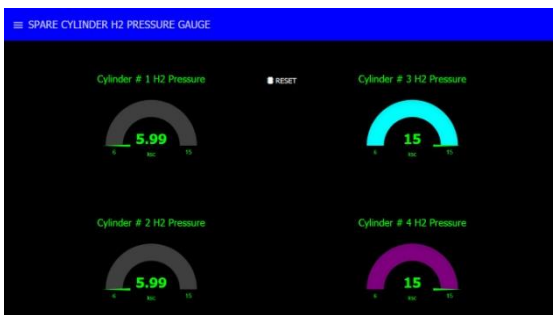 SPARE CYLINDER H2 PRESSURE GAUGE
Cylinder # 1 H2 Pressure
RESET
Cylinder # 3 H2 Pressure
5.99
6
15
15
6
15
Cylinder # 2 H2 Pressure
Cylinder # 4 H2 Pressure
5.99
6
15
15
6
15